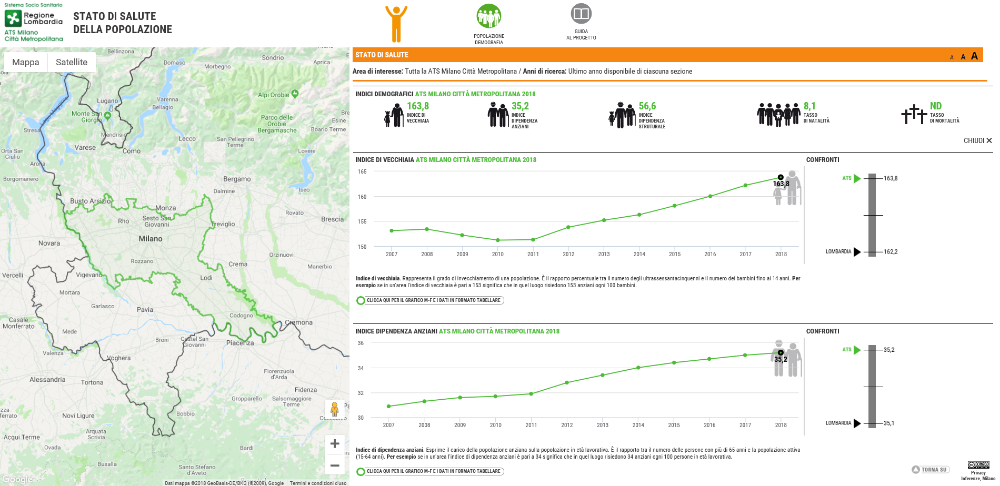 Sistema Socio Sanitario
Regione
Lombardia
ATS Milano
Città Metropolitana
STATO DI SALUTE
DELLA POPOLAZIONE
POPOLAZIONE
DEMOGRAFIA
GUIDA
AL PROGETTO
Mappa
Satellite
Bellinzona
Domaso
Sondrio
Morbegno
Aprica
Lugano
Varenna
Bellagio
Alpi Orobie
Lago Maggiore
Monte San
Giorgio
Parco delle
Orobie
Bergamasche
Stresa
Mendrisio
Boario Terme
Lecco
San Pellegrino
Terme
Varese
Como
Orta San
Giulio
Lovere
Arona
Borgomanero
Bergamo
Dalmine
Iseo
Busto Arsizio
Monza
Rho
Sesto San
Giovanni
Rovato
Brescia
Treviglio
Milano
Novara
Rozzano
Orzinuovi
Crema
Manerbio
Vercelli
Vigevano
Lodi
Mortara
Garlasco
Pavia
Codogno
Casale
Monferrato
Cremona
Mede
Broni
Castel San
Giovanni
Piacenza
Valenza
Voghera
Alessandria
Tortona
Fiorenzuola
d'Arda
Fidenza
Gropparello
Salsomaggiore
Terme
Novi Ligure
Bobbio
Acqui Terme
Arquata
Scrivia
Ovada
Bardi
Busalla
Santo Stefano
d'Aveto
Google
Dati mappa ©2018 GeoBasis-DE/BKG (©2009), Google
Termini e condizioni d'uso
STATO DI SALUTE
A A A
Area di interesse: Tutta la ATS Milano Città Metropolitana / Anni di ricerca: Ultimo anno disponibile di ciascuna sezione
INDICI DEMOGRAFICI ATS MILANO CITTÀ METROPOLITANA 2018
163,8
INDICE DI
VECCHIAIA
35,2
INDICE
DIPENDENZA
ANZIANI
56,6
INDICE
DIPENDENZA
STRUTTURALE
8,1
TASSO
DI NATALITÀ
ND
TASSO
DI MORTALITÀ
CHIUDI ✕
INDICE DI VECCHIAIA ATS MILANO CITTÀ METROPOLITANA 2018
165
160
155
150
163,8
2007 2008 2009 2010 2011 2012 2013 2014 2015 2016 2017 2018
CONFRONTI
ATS 163,8
LOMBARDIA 162,2
Indice di vecchiaia. Rappresenta il grado di invecchiamento di una popolazione. È il rapporto percentuale tra il numero degli ultrassessantacinquenni e il numero dei bambini fino ai 14 anni. Per
esempio se in un'area l'indice di vecchiaia è pari a 153 significa che in quel luogo risiedono 153 anziani ogni 100 bambini.
CLICCA QUI PER IL GRAFICO M-F E I DATI IN FORMATO TABELLARE
INDICE DIPENDENZA ANZIANI ATS MILANO CITTÀ METROPOLITANA 2018
36
34
32
30
35,2
2007 2008 2009 2010 2011 2012 2013 2014 2015 2016 2017 2018
CONFRONTI
ATS 35,2
LOMBARDIA 35,1
Indice di dipendenza anziani. Esprime il carico della popolazione anziana sulla popolazione in età lavorativa. È il rapporto tra il numero delle persone con più di 65 anni e la popolazione attiva
(15-64 anni). Per esempio se in un'area l'indice di dipendenza anziani è pari a 34 significa che in quel luogo risiedono 34 anziani ogni 100 persone in età lavorativa.
CLICCA QUI PER IL GRAFICO M-F E I DATI IN FORMATO TABELLARE
TORNA SU
Privacy
Inferenze, Milano